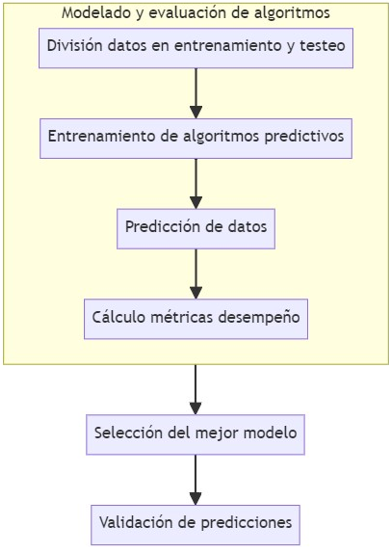 Modelado y evaluación de algoritmos
División datos en entrenamiento y testeo
Entrenamiento de algoritmos predictivos
Predicción de datos
Cálculo métricas desempeño
Selección del mejor modelo
Validación de predicciones